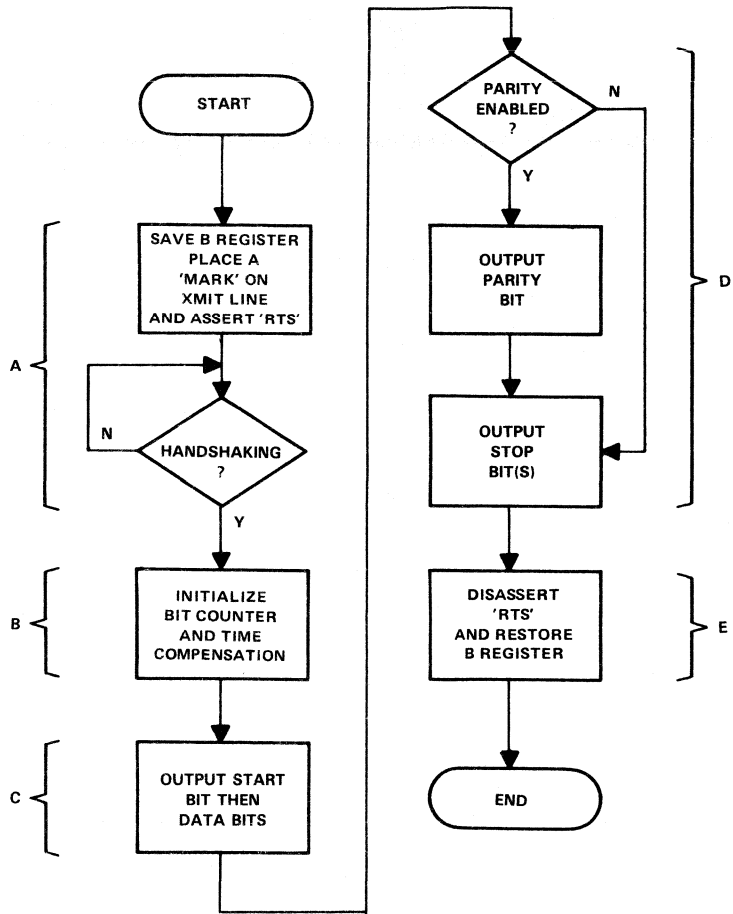 START
SAVE B REGISTER
PLACE A
'MARK' ON
XMIT LINE
AND ASSERT 'RTS'
A
N
HANDSHAKING
?
Y
B
INITIALIZE
BIT COUNTER
AND TIME
COMPENSATION
C
OUTPUT START
BIT THEN
DATA BITS
PARITY
ENABLED
?
N
Y
OUTPUT
PARITY
BIT
D
OUTPUT
STOP
BIT(S)
DISASSERT
'RTS'
AND RESTORE
B REGISTER
E
END